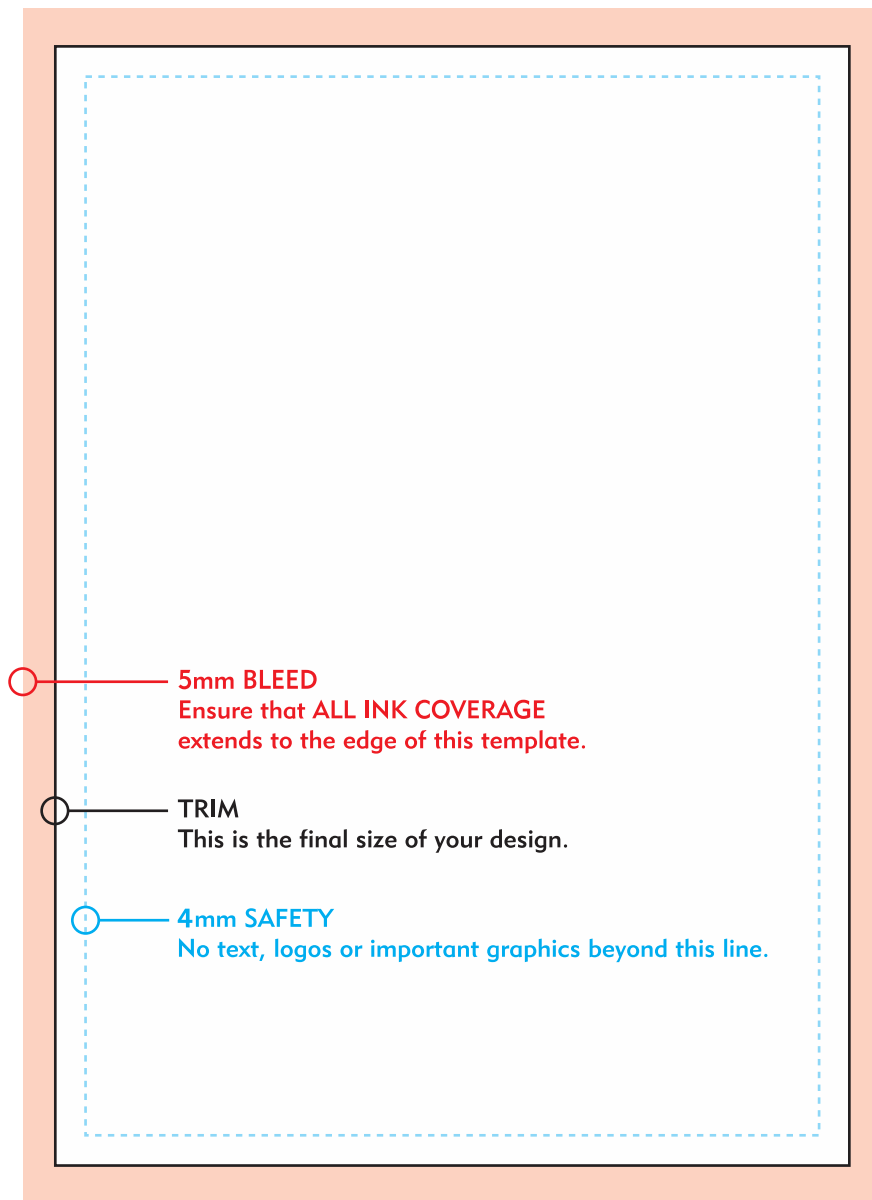 5mm BLEED
Ensure that ALL INK COVERAGE
extends to the edge of this template.
TRIM
This is the final size of your design.
4mm SAFETY
No text, logos or important graphics beyond this line.